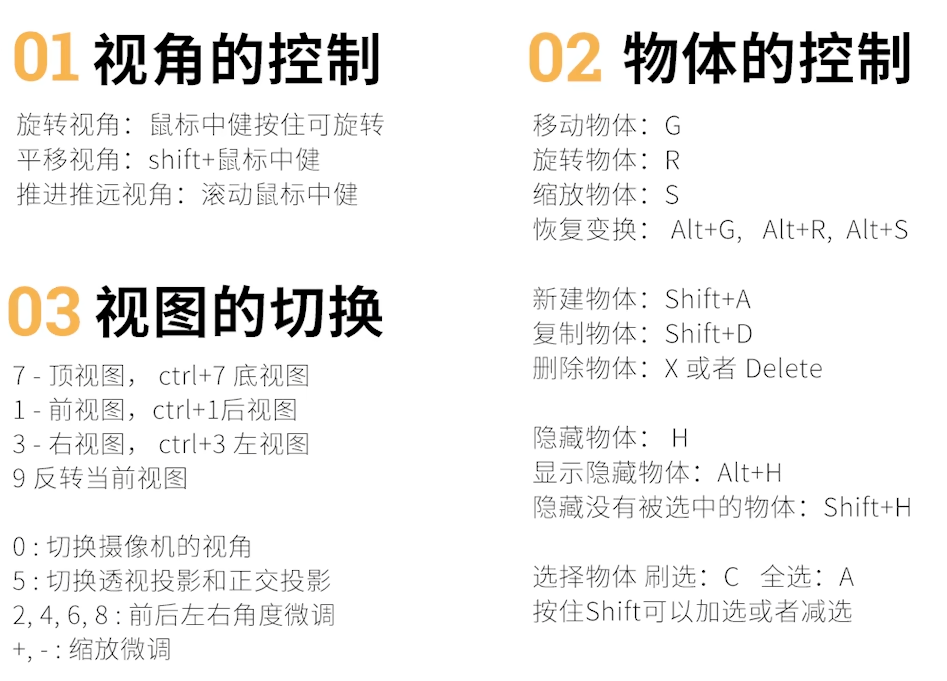 01 视角的控制
旋转视角：鼠标中健按住可旋转
平移视角：shift+鼠标中健
推进推远视角：滚动鼠标中健
02 物体的控制
移动物体：G
旋转物体：R
缩放物体：S
恢复变换： Alt+G, Alt+R, Alt+S
新建物体：Shift+A
复制物体：Shift+D
删除物体：X 或者 Delete
隐藏物体： H
显示隐藏物体：Alt+H
隐藏没有被选中的物体：Shift+H
选择物体 刷选：C 全选：A
按住Shift可以加选或者减选
03 视图的切换
7 - 顶视图， ctrl+7 底视图
1 - 前视图，ctrl+1后视图
3 - 右视图， ctrl+3 左视图
9 反转当前视图
0 : 切换摄像机的视角
5 : 切换透视投影和正交投影
2, 4, 6, 8 : 前后左右角度微调
+, - : 缩放微调